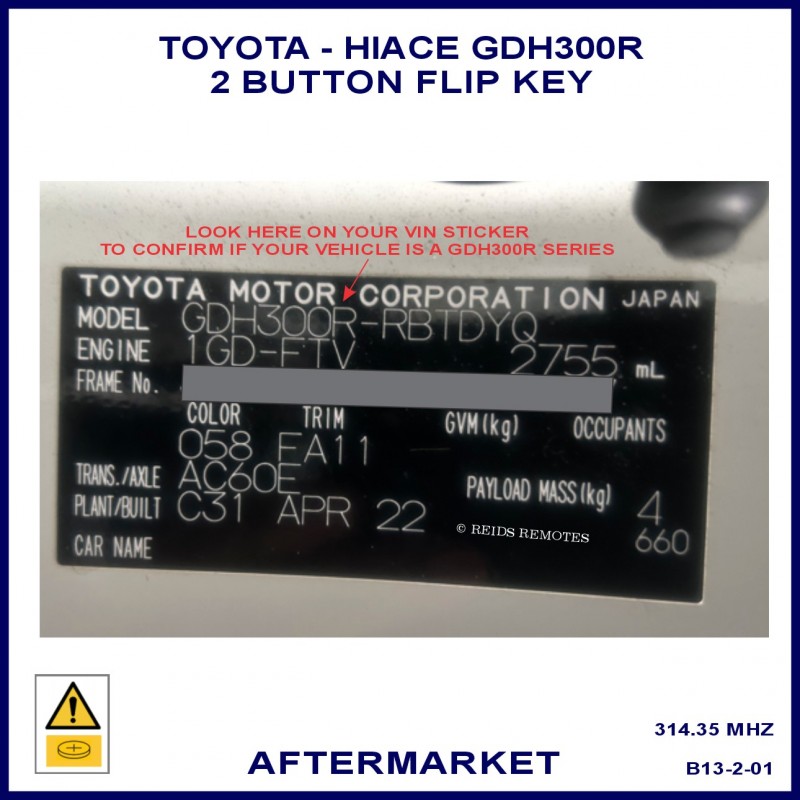 TOYOTA - HIACE GDH300R
2 BUTTON FLIP KEY
LOOK HERE ON YOUR VIN STICKER
TO CONFIRM IF YOUR VEHICLE IS A GDH300R SERIES
TOYOTA MOTOR CORPORATION JAPAN
MODEL GDH300R-RBTDYQ
ENGINE 1GD-FTV 2755 mL
FRAME No.
COLOR TRIM GVM(kg) OCCUPANTS
058 FA11
TRANS./AXLE AC60E PAYLOAD MASS(kg) 4
PLANT/BUILT C31 APR 22 660
© REIDS REMOTES
CAR NAME
314.35 MHZ
AFTERMARKET
B13-2-01